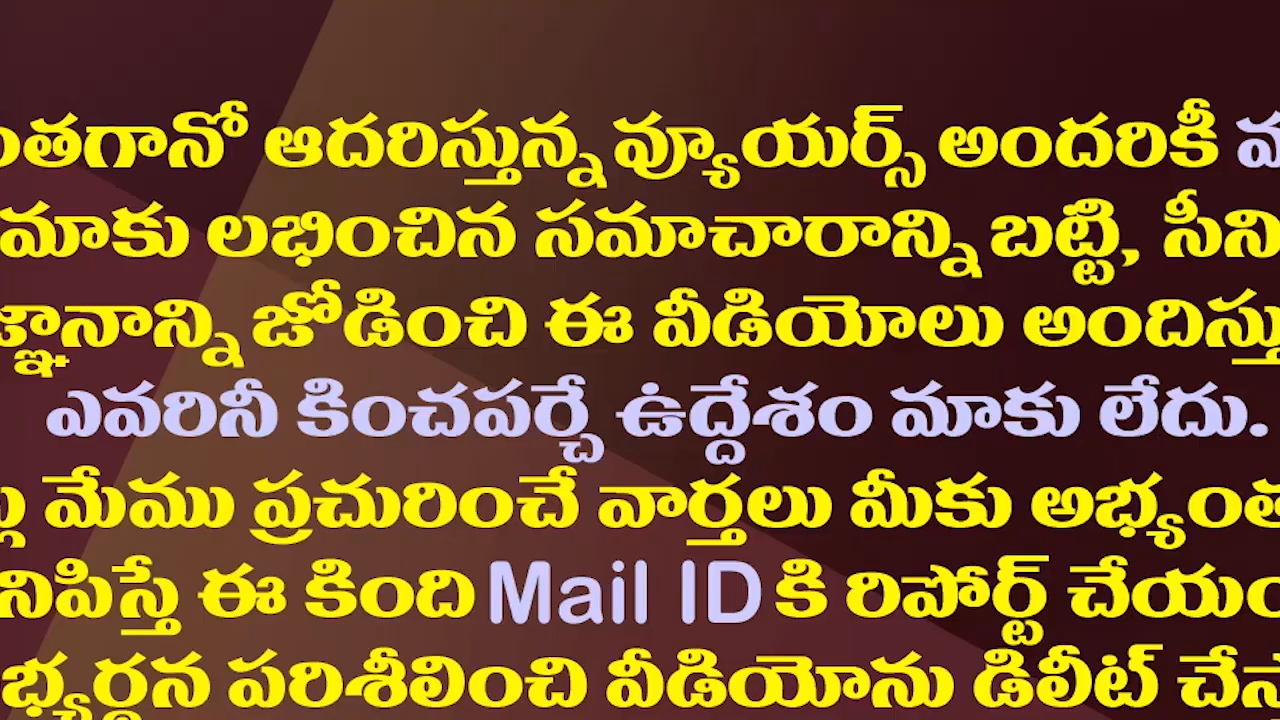 ంతగానో ఆదరిస్తున్న వ్యూయర్స్ అందరికీ
మాకు లభించిన సమాచారాన్ని బట్టి, సీని
జ్ఞానాన్ని జోడించి ఈ వీడియోలు అందిస్తు
ఎవరినీ కించపర్చే ఉద్దేశం మాకు లేదు.
మేము ప్రచురించే వార్తలు మీకు అభ్యంత
నిపిస్తే ఈ కింది Mail ID కి రిపోర్ట్ చేయం
భ్యర్థన పరిశీలించి వీడియోను డిలీట్ చేస